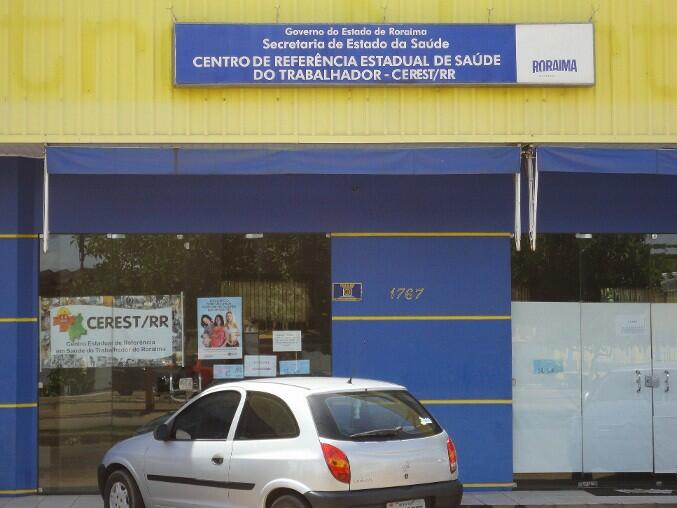 Governo do Estado de Roraima
Secretaria de Estado da Saúde
CENTRO DE REFERÊNCIA ESTADUAL DE SAÚDE
DO TRABALHADOR - CEREST/RR
RORAIMA
1767
CEREST/RR
Centro Estadual de Referência
em Saúde do Trabalhador de Roraima